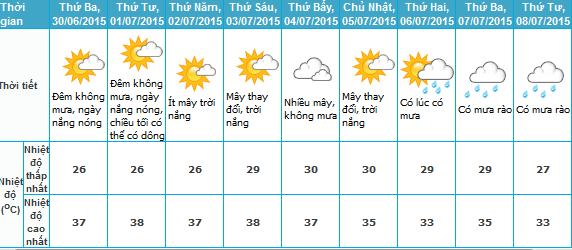 Thời gian
Thứ Ba, 30/06/2015
Thứ Tư, 01/07/2015
Thứ Năm, 02/07/2015
Thứ Sáu, 03/07/2015
Thứ Bẩy, 04/07/2015
Chủ Nhật, 05/07/2015
Thứ Hai, 06/07/2015
Thứ Ba, 07/07/2015
Thứ Tư, 08/07/2015
Thời tiết
Đêm không mưa, ngày nắng nóng
Đêm không mưa, ngày nắng nóng, chiều tối có thể có dông
Ít mây trời nắng
Mây thay đổi, trời nắng
Nhiều mây, không mưa
Mây thay đổi, trời nắng
Có lúc có mưa
Có mưa rào
Có mưa rào
Nhiệt độ (°C)
Nhiệt độ thấp nhất
26 26 26 29 30 30 29 29 27
Nhiệt độ cao nhất
37 38 37 38 37 35 33 35 33